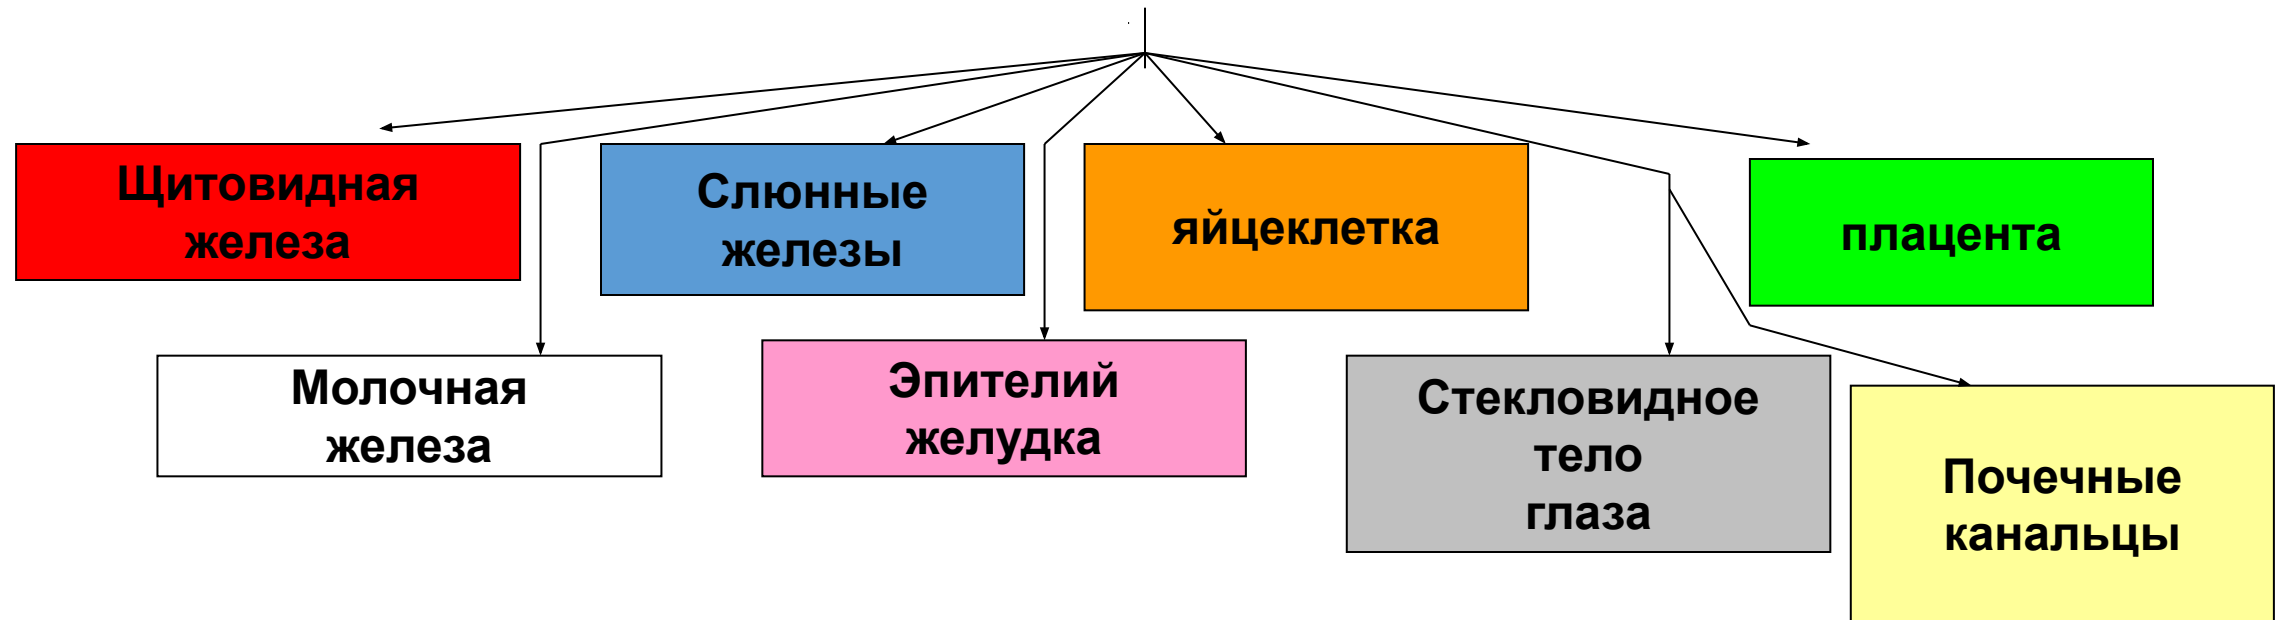 Щитовидная
железа
Слюнные
железы
яйцеклетка
плацента
Молочная
железа
Эпителий
желудка
Стекловидное
тело
глаза
Почечные
канальцы